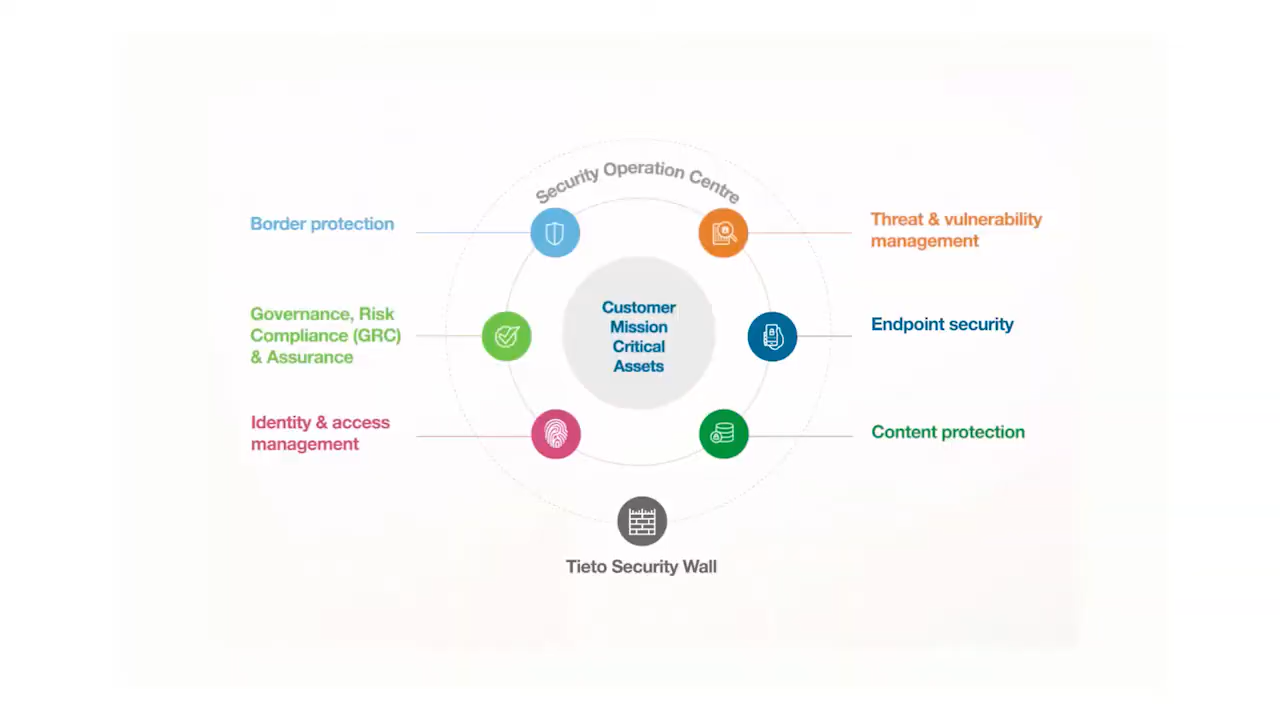 Security Operation Centre
Border protection
Threat & vulnerability
management
Customer
Mission
Critical
Assets
Governance, Risk
Compliance (GRC)
& Assurance
Endpoint security
Identity & access
management
Content protection
Tieto Security Wall